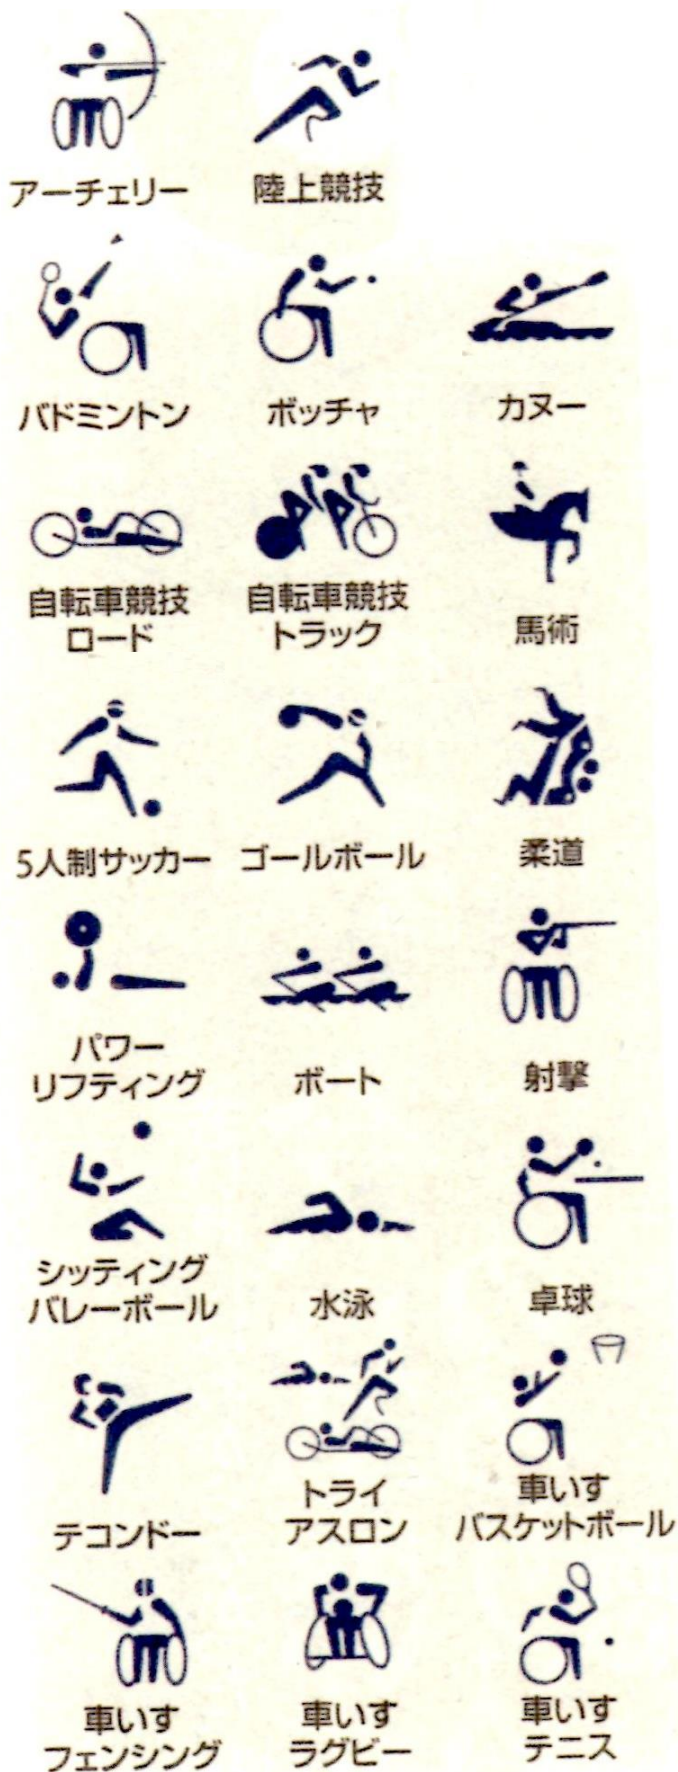 アーチェリー
陸上競技
バドミントン
ボッチャ
カヌー
自転車競技
ロード
自転車競技
トラック
馬術
5人制サッカー
ゴールボール
柔道
パワー
リフティング
ボート
射撃
シッティング
バレーボール
水泳
卓球
テコンドー
トライ
アスロン
車いす
バスケットボール
車いす
フェンシング
車いす
ラグビー
車いす
テニス